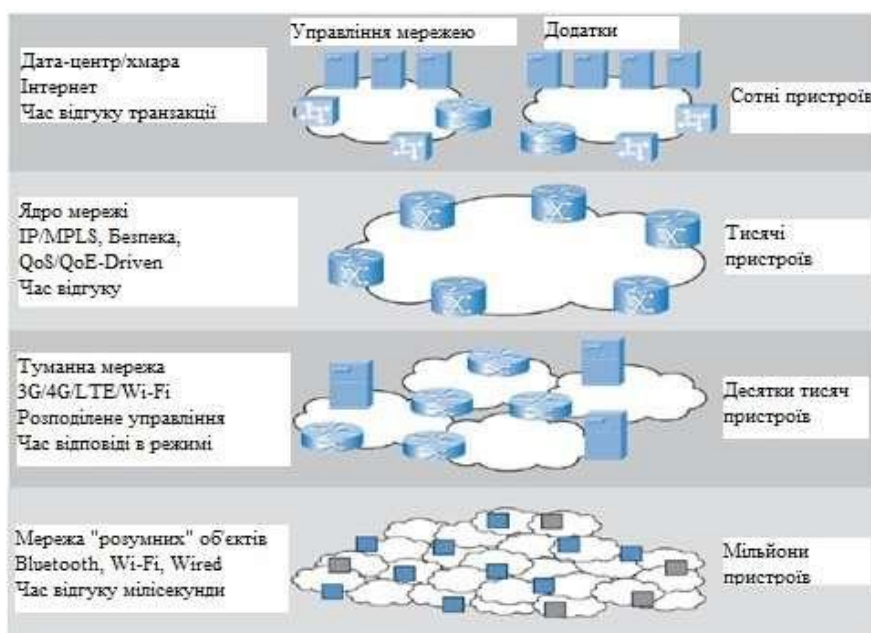 Управління мережею
Додатки
Дата-центр/хмара
Інтернет
Час відгуку транзакції
Сотні пристроїв
Ядро мережі
IP/MPLS, Безпека,
QoS/QoE-Driven
Час відгуку
Тисячі
пристроїв
Туманна мережа
3G/4G/LTE/Wi-Fi
Розподілене управління
Час відповіді в режимі
Десятки тисяч
пристроїв
Мережа "розумних" об'єктів
Bluetooth, Wi-Fi, Wired
Час відгуку мілісекунди
Мільйони
пристроїв